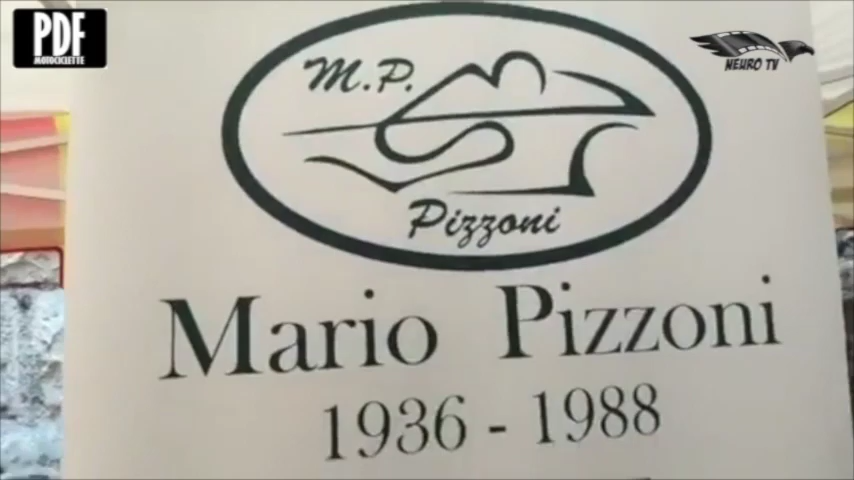 PDF
MOTOCICLETTE
NEURO TV
M.P.
Pizzoni
Mario Pizzoni
1936 - 1988